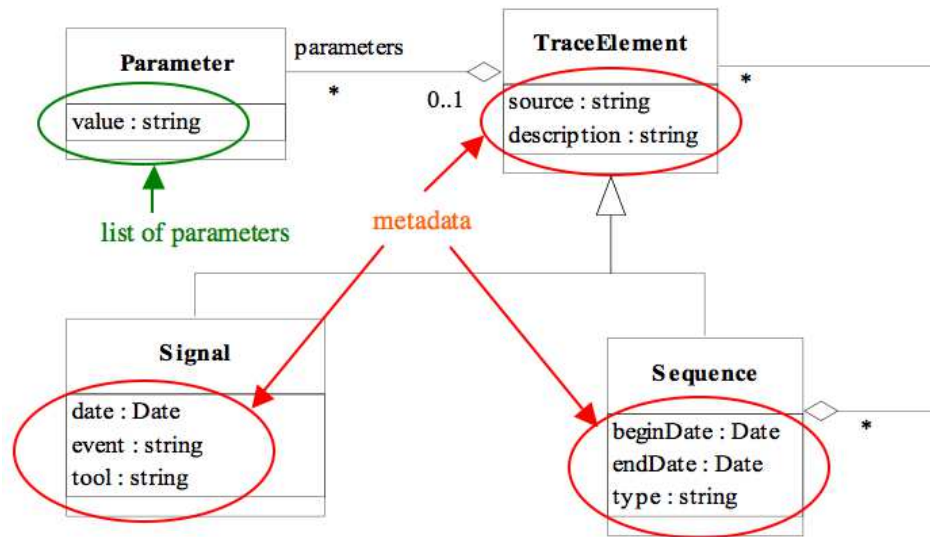 Parameter
value : string
parameters
*
0..1
TraceElement
source : string
description : string
*
list of parameters
metadata
Signal
date : Date
event : string
tool : string
Sequence
beginDate : Date
endDate : Date
type : string
*